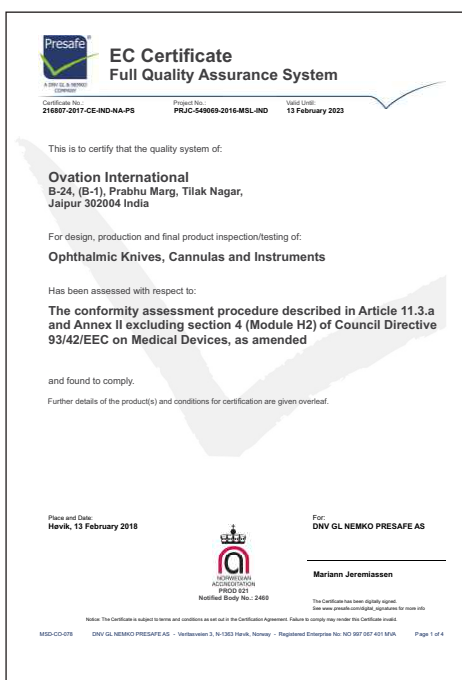 Presafe
A DNV GL & NEMKO
COMPANY
EC Certificate
Full Quality Assurance System
Certificate No.:
216807-2017-CE-IND-NA-PS
Project No.:
PRJC-549069-2016-MSL-IND
Valid Until:
13 February 2023
This is to certify that the quality system of:
Ovation International
B-24, (B-1), Prabhu Marg, Tilak Nagar,
Jaipur 302004 India
For design, production and final product inspection/testing of:
Ophthalmic Knives, Cannulas and Instruments
Has been assessed with respect to:
The conformity assessment procedure described in Article 11.3.a
and Annex II excluding section 4 (Module H2) of Council Directive
93/42/EEC on Medical Devices, as amended
and found to comply.
Further details of the product(s) and conditions for certification are given overleaf.
Place and Date:
Høvik, 13 February 2018
NORWEGIAN
ACCREDITATION
PROD 021
Notified Body No.: 2460
For:
DNV GL NEMKO PRESAFE AS
Mariann Jeremiassen
The Certificate has been digitally signed.
See www.presafe.com/digital_signatures for more info
Notice: The Certificate is subject to terms and conditions as set out in the Certification Agreement. Failure to comply may render this Certificate invalid.
MSD-CO-078 DNV GL NEMKO PRESAFE AS - Veritasveien 3, N-1363 Høvik, Norway - Registered Enterprise No: NO 997 067 401 MVA Page 1 of 4